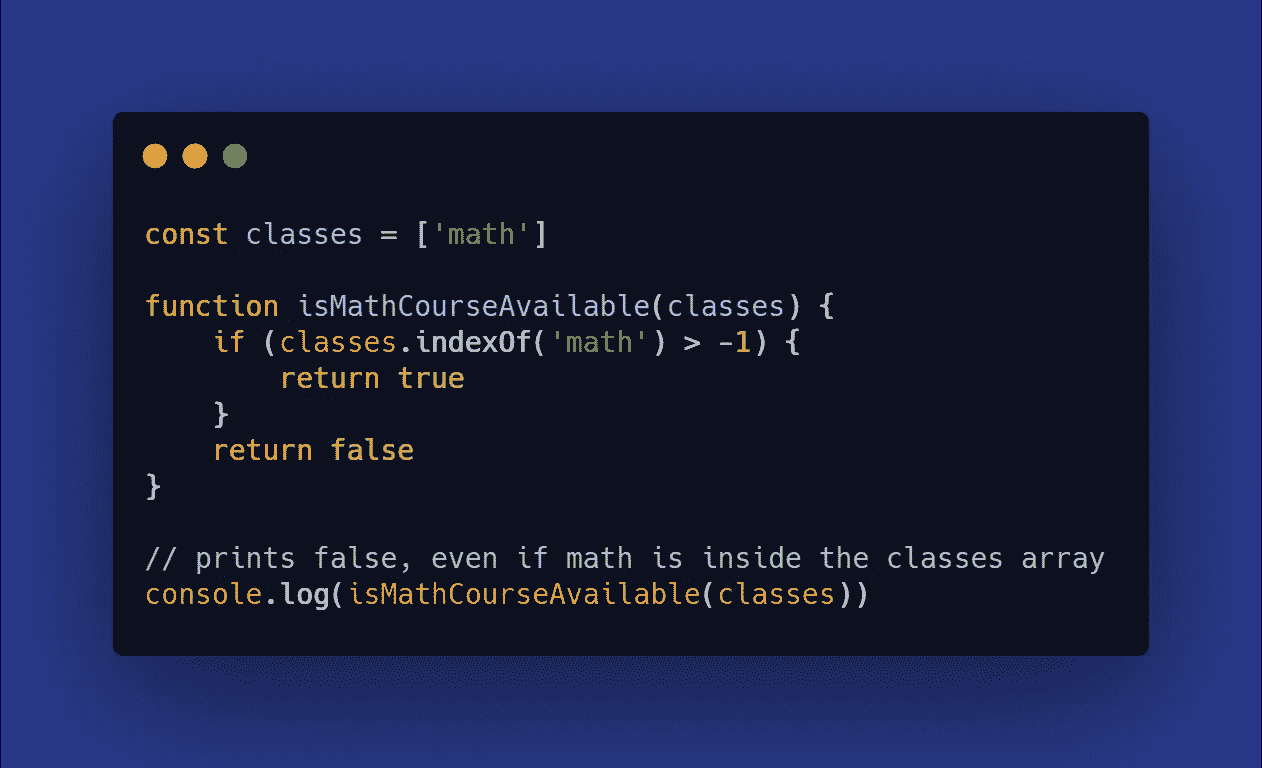 const classes = ['math']
function isMathCourseAvailable(classes) {
    if (classes.indexOf('math') > -1) {
        return true
    }
    return false
}
// prints false, even if math is inside the classes array
console.log(isMathCourseAvailable(classes))